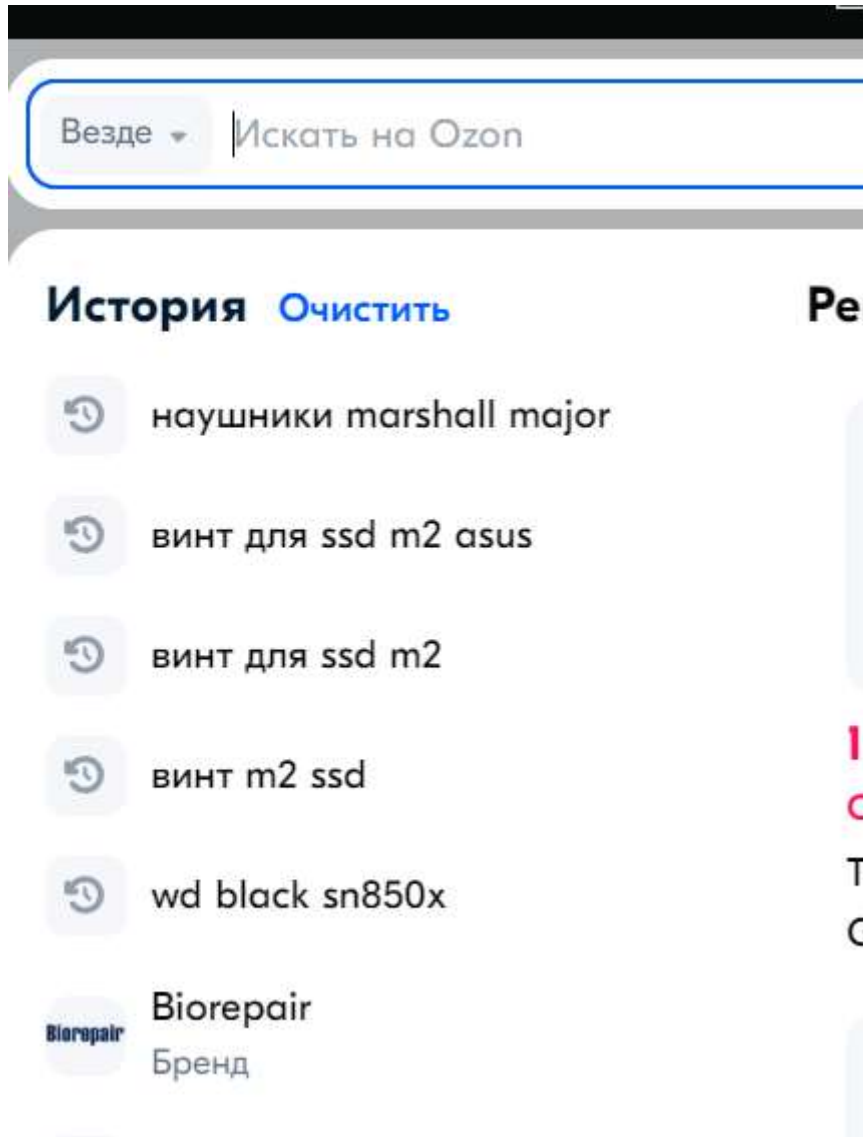 Везде
Искать на Ozon
История Очистить
наушники marshall major
винт для ssd m2 asus
винт для ssd m2
винт m2 ssd
wd black sn850x
Biorepair
Biorepair
Бренд